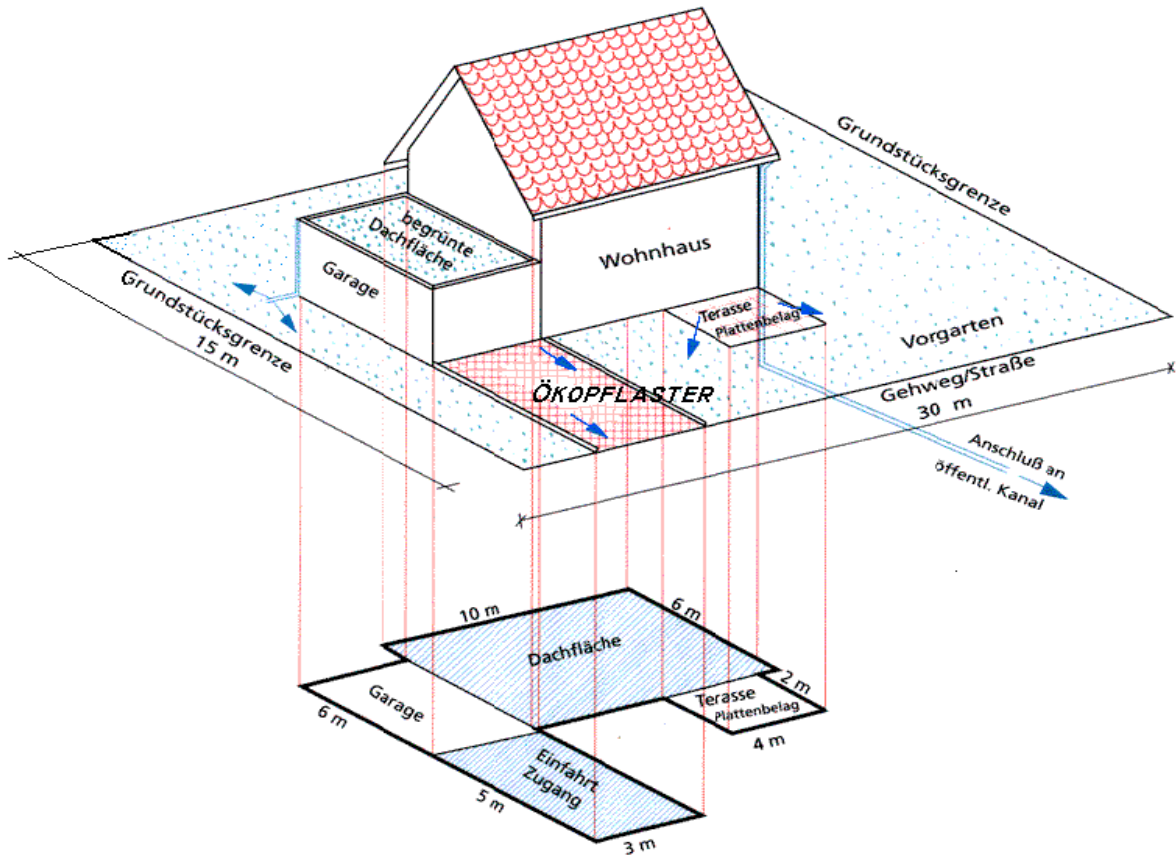 Grundstücksgrenze
begrünte
Dachfläche
Wohnhaus
Garage
Terasse
Plattenbelag
Vorgarten
Grundstücksgrenze
15 m
ÖKOPFLASTER
Gehweg/Straße
30 m
Anschluß an
öffentl. Kanal
10 m
6 m
Dachfläche
2 m
Garage
Terasse
Plattenbelag
6 m
4 m
Einfahrt
Zugang
5 m
3 m